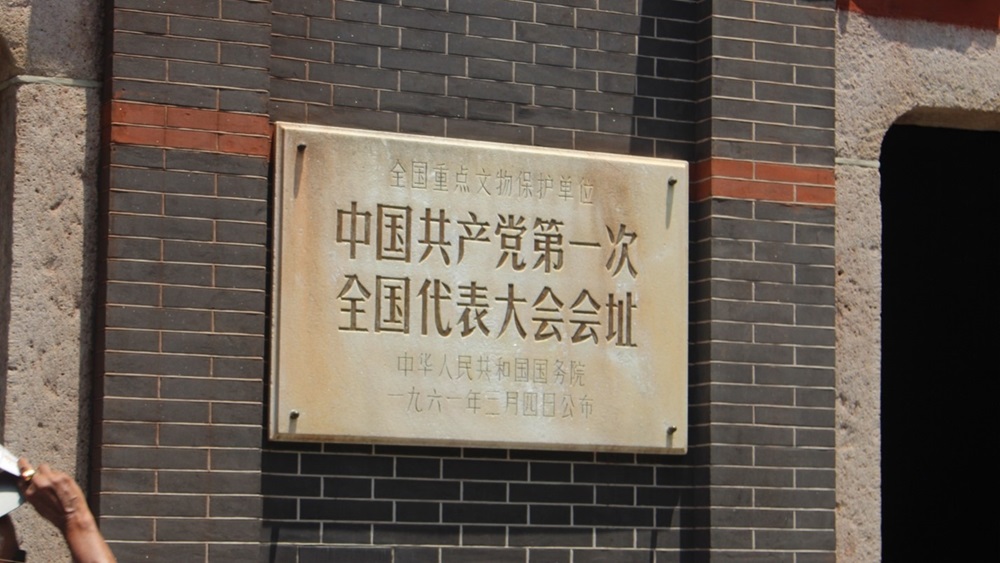 全国重点文物保护单位
中国共产党第一次
全国代表大会会址
中华人民共和国国务院
一九六一年三月四日公布